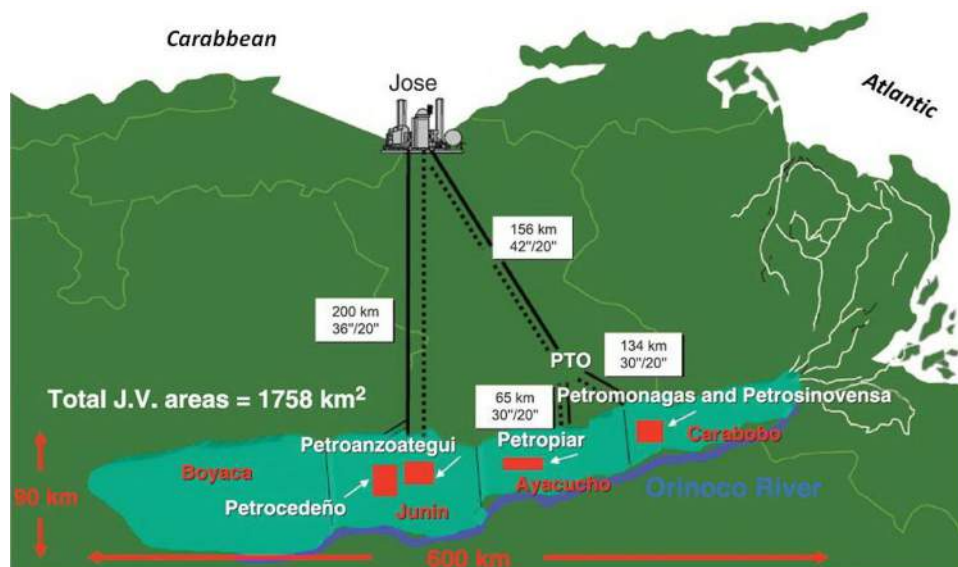 Carabbean
Atlantic
Jose
156 km
42"/20"
200 km
36"/20"
PTO
134 km
30"/20"
65 km
30"/20"
Total J.V. areas = 1758 km²
Petromonagas and Petrosinovensa
Petroanzoategui
Petropiar
Carabobo
Boyaca
90 km
Petrocedeño
Junin
Ayacucho
Orinoco River
600 km